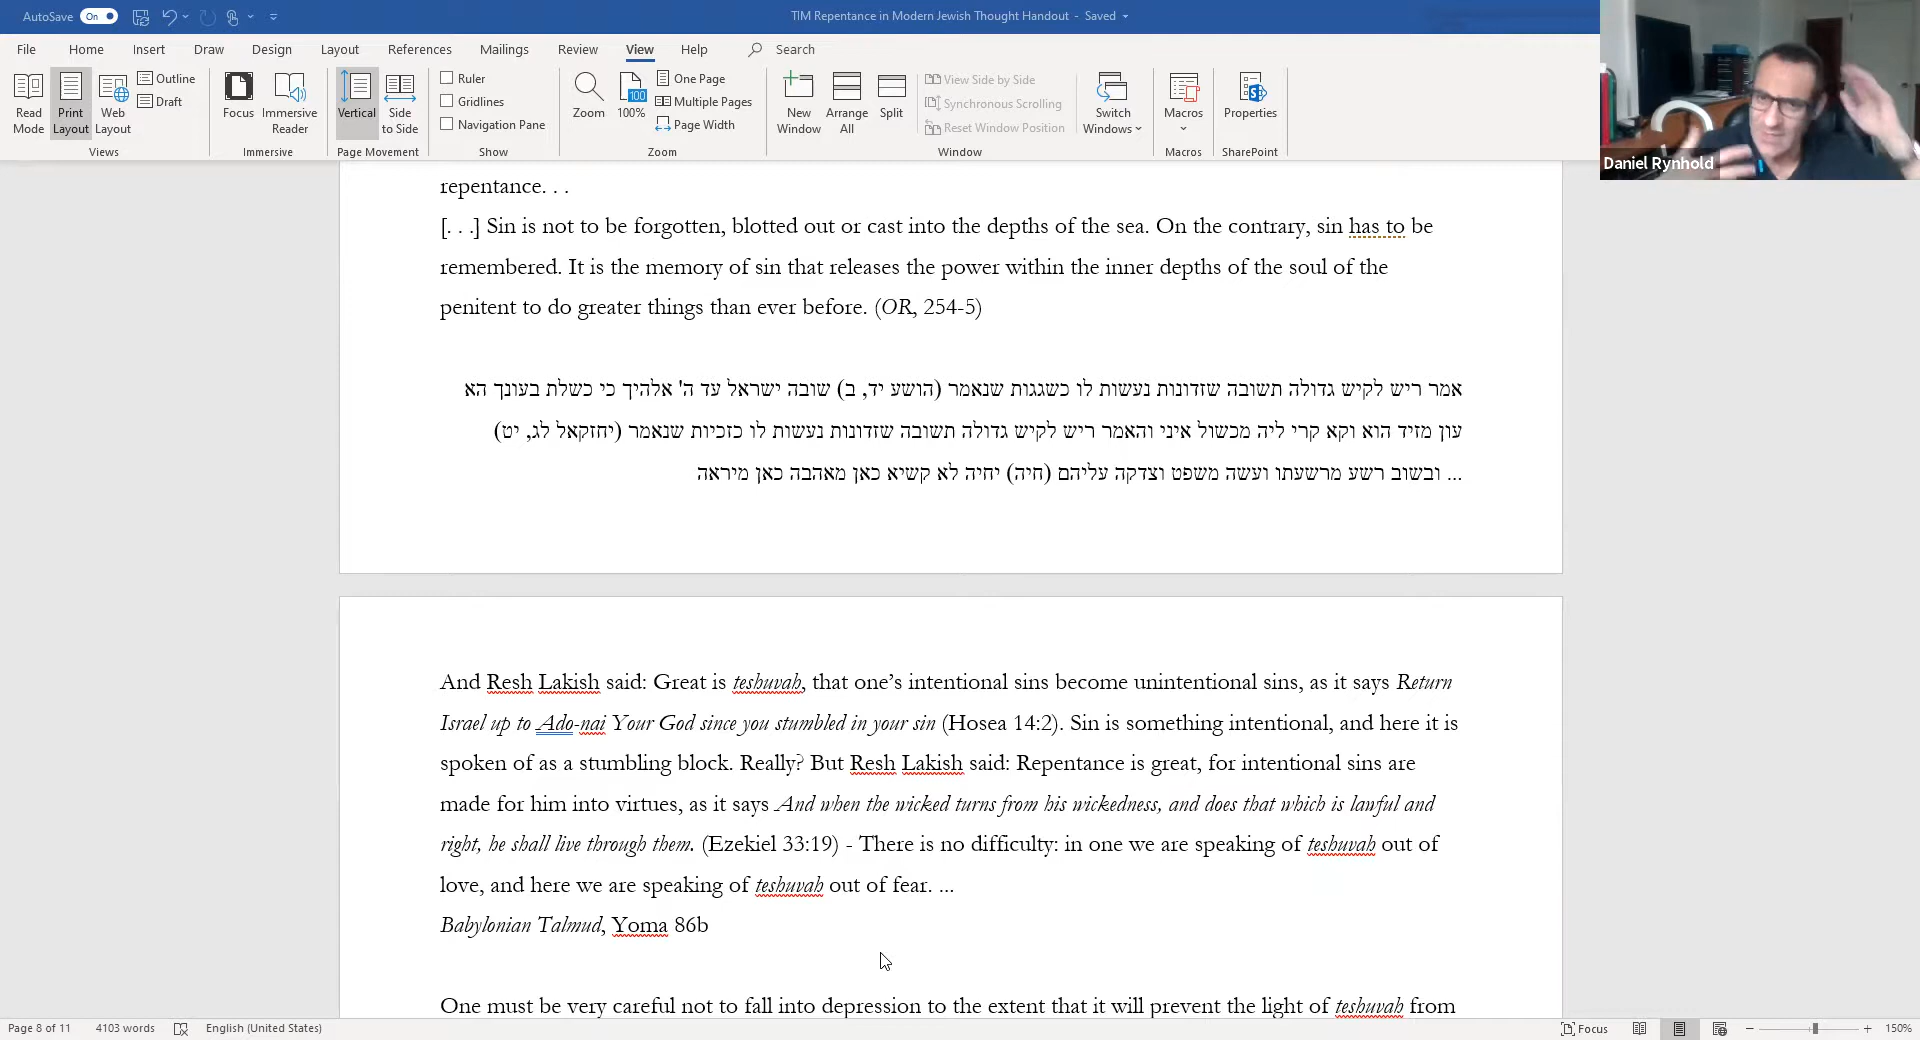 AutoSave On
TIM Repentance in Modern Jewish Thought Handout - Saved
File Home Insert Draw Design Layout References Mailings Review View Help Search
Read Mode
Print Layout
Web Layout
Outline
Draft
Views
Focus
Immersive Reader
Immersive
Vertical
Side to Side
Page Movement
Ruler
Gridlines
Navigation Pane
Show
Zoom
100
100%
One Page
Multiple Pages
Page Width
Zoom
New Window
Arrange All
Split
View Side by Side
Synchronous Scrolling
Reset Window Position
Window
Switch Windows
Macros
Macros
Properties
SharePoint
Daniel Rynhold
repentance. . .
[. . .] Sin is not to be forgotten, blotted out or cast into the depths of the sea. On the contrary, sin has to be
remembered. It is the memory of sin that releases the power within the inner depths of the soul of the
penitent to do greater things than ever before. (OR, 254-5)
אמר ריש לקיש גדולה תשובה שזדונות נעשות לו כשגגות שנאמר (הושע יד, ב) שובה ישראל עד ה' אלהיך כי כשלת בעונך הא
עון מזיד הוא וקא קרי ליה מכשול איני והאמר ריש לקיש גדולה תשובה שזדונות נעשות לו כזכיות שנאמר (יחזקאל לג, יט)
... ובשוב רשע מרשעתו ועשה משפט וצדקה עליהם (חיה) יחיה לא קשיא כאן מאהבה כאן מיראה
And Resh Lakish said: Great is teshuvah, that one’s intentional sins become unintentional sins, as it says Return
Israel up to Ado-nai Your God since you stumbled in your sin (Hosea 14:2). Sin is something intentional, and here it is
spoken of as a stumbling block. Really? But Resh Lakish said: Repentance is great, for intentional sins are
made for him into virtues, as it says And when the wicked turns from his wickedness, and does that which is lawful and
right, he shall live through them. (Ezekiel 33:19) - There is no difficulty: in one we are speaking of teshuvah out of
love, and here we are speaking of teshuvah out of fear. ...
Babylonian Talmud, Yoma 86b
One must be very careful not to fall into depression to the extent that it will prevent the light of teshuvah from
Page 8 of 11 4103 words English (United States) Focus 150%